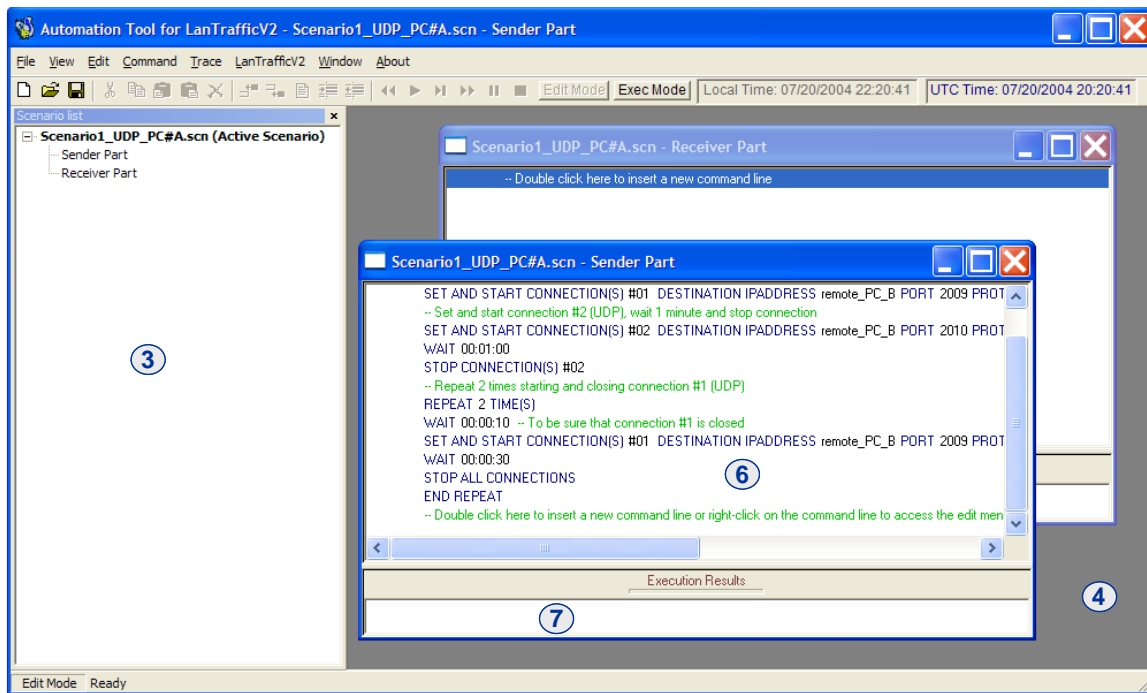 Automation Tool for LanTrafficV2 - Scenario1_UDP_PC#A.scn - Sender Part
File View Edit Command Trace LanTrafficV2 Window About
Edit Mode Exec Mode Local Time: 07/20/2004 22:20:41 UTC Time: 07/20/2004 20:20:41
Scenario list
Scenario1_UDP_PC#A.scn (Active Scenario)
Sender Part
Receiver Part
3
Scenario1_UDP_PC#A.scn - Receiver Part
-- Double click here to insert a new command line
Scenario1_UDP_PC#A.scn - Sender Part
SET AND START CONNECTION(S) #01 DESTINATION IPADDRESS remote_PC_B PORT 2009 PROT
-- Set and start connection #2 (UDP), wait 1 minute and stop connection
SET AND START CONNECTION(S) #02 DESTINATION IPADDRESS remote_PC_B PORT 2010 PROT
WAIT 00:01:00
STOP CONNECTION(S) #02
-- Repeat 2 times starting and closing connection #1 (UDP)
REPEAT 2 TIME(S)
WAIT 00:00:10 -- To be sure that connection #1 is closed
SET AND START CONNECTION(S) #01 DESTINATION IPADDRESS remote_PC_B PORT 2009 PROT
WAIT 00:00:30
STOP ALL CONNECTIONS
END REPEAT
-- Double click here to insert a new command line or right-click on the command line to access the edit men
6
Execution Results
7
4
Edit Mode Ready